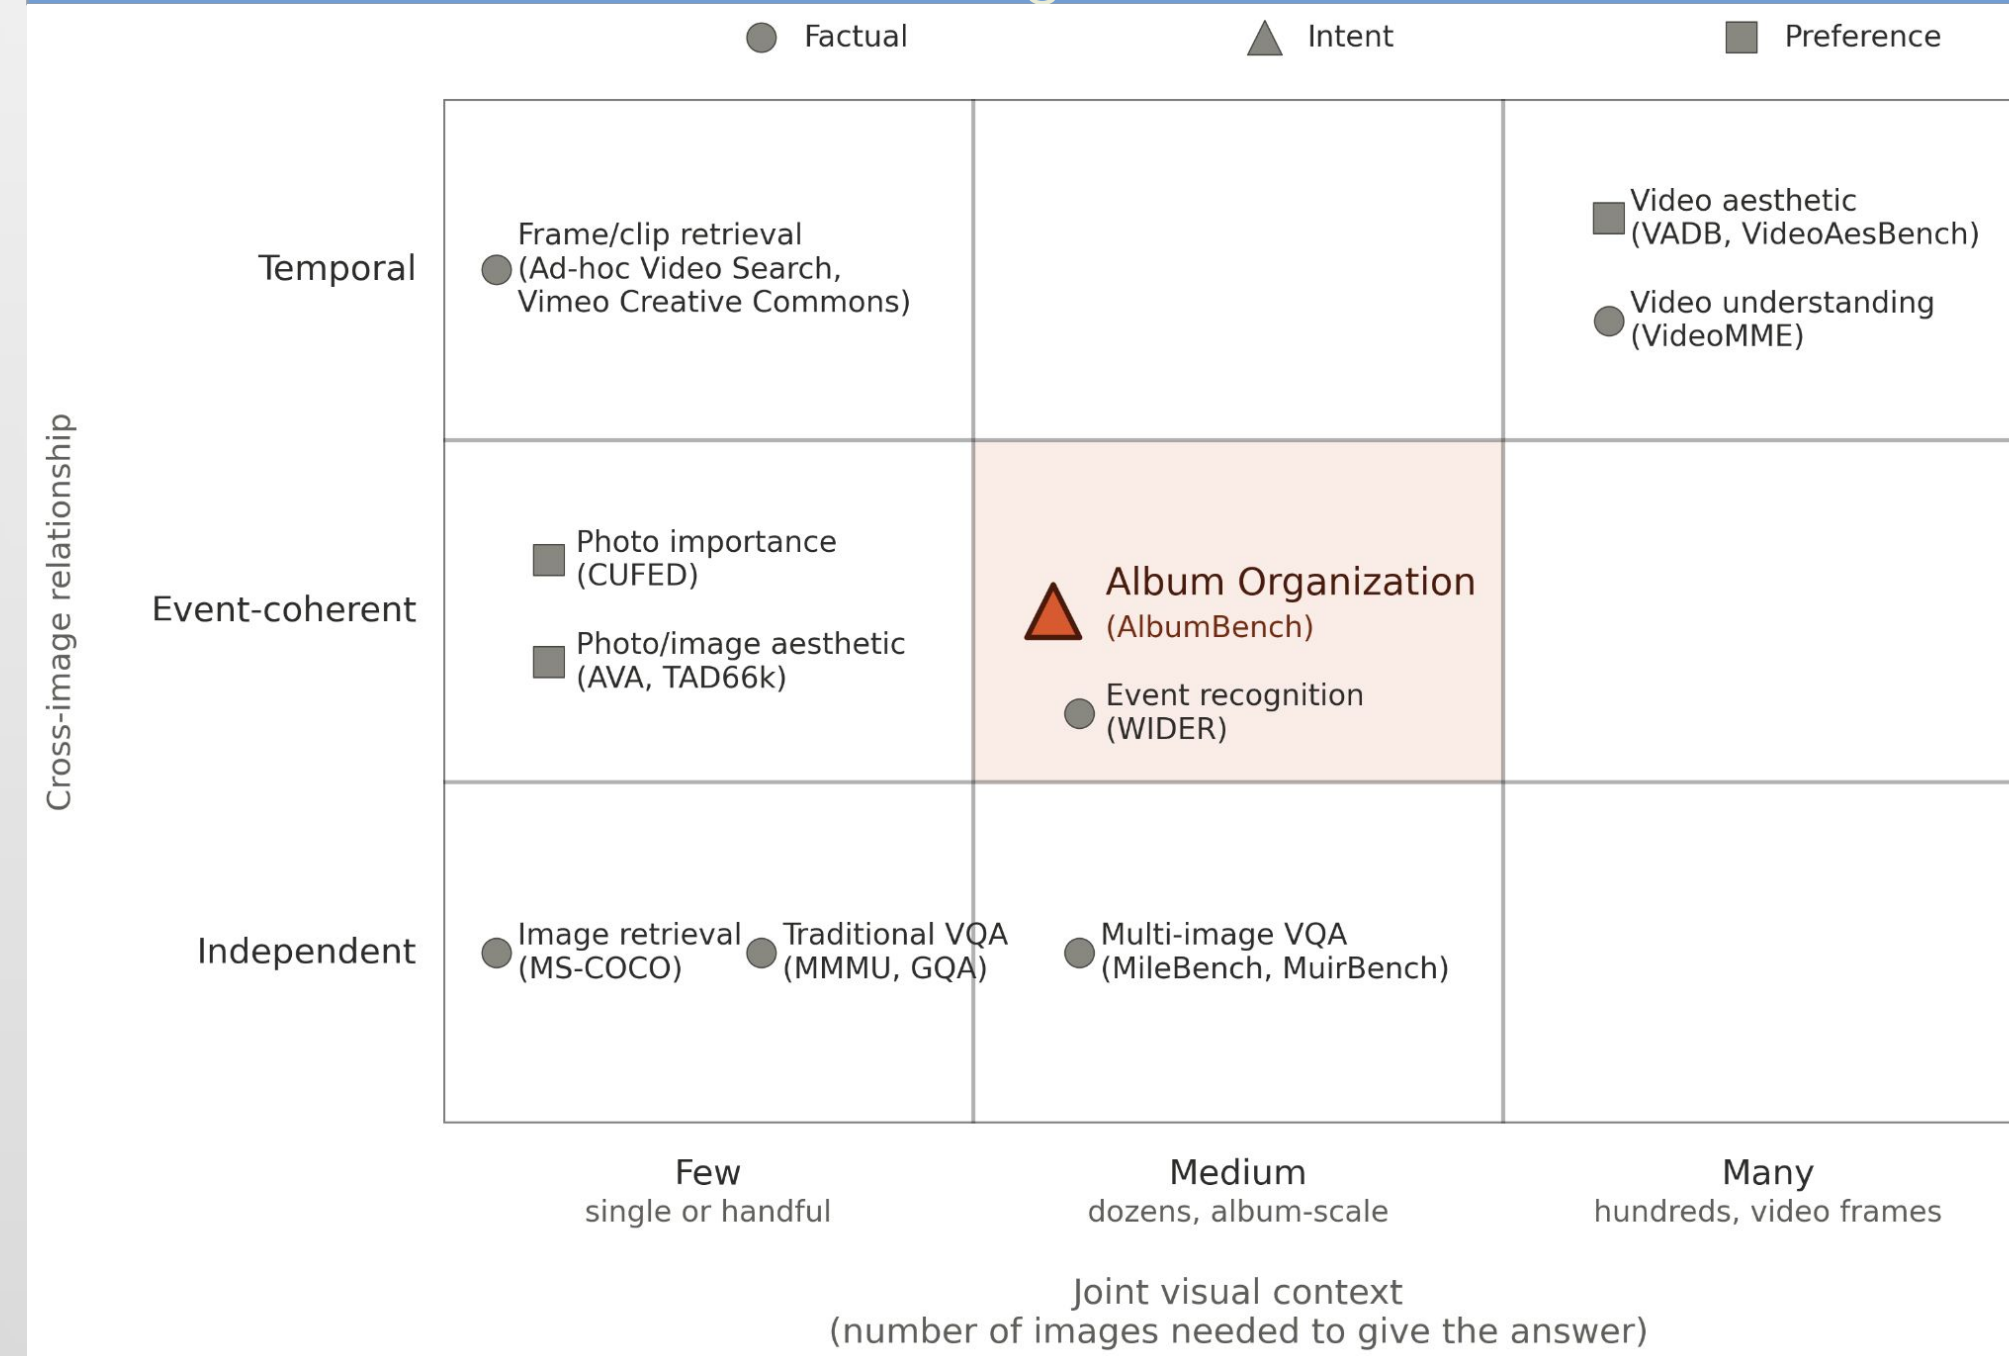 Factual
Intent
Preference
Cross-image relationship
Temporal
Frame/clip retrieval
(Ad-hoc Video Search,
Vimeo Creative Commons)
Video aesthetic
(VADB, VideoAesBench)
Video understanding
(VideoMME)
Event-coherent
Photo importance
(CUFED)
Photo/image aesthetic
(AVA, TAD66k)
Album Organization
(AlbumBench)
Event recognition
(WIDER)
Independent
Image retrieval
(MS-COCO)
Traditional VQA
(MMMU, GQA)
Multi-image VQA
(MileBench, MuirBench)
Few
single or handful
Medium
dozens, album-scale
Many
hundreds, video frames
Joint visual context
(number of images needed to give the answer)